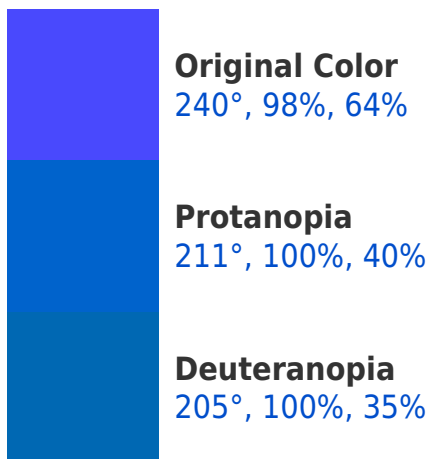 Original Color
240°, 98%, 64%
Protanopia
211°, 100%, 40%
Deuteranopia
205°, 100%, 35%